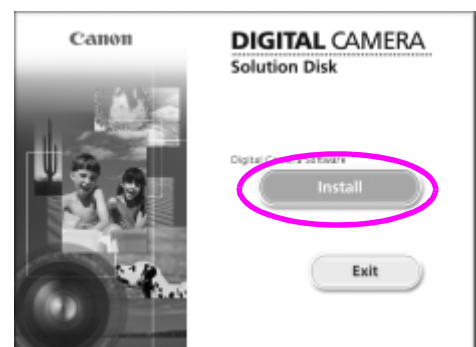 Canon
DIGITAL CAMERA
Solution Disk
Digital Camera Software
Install
Exit